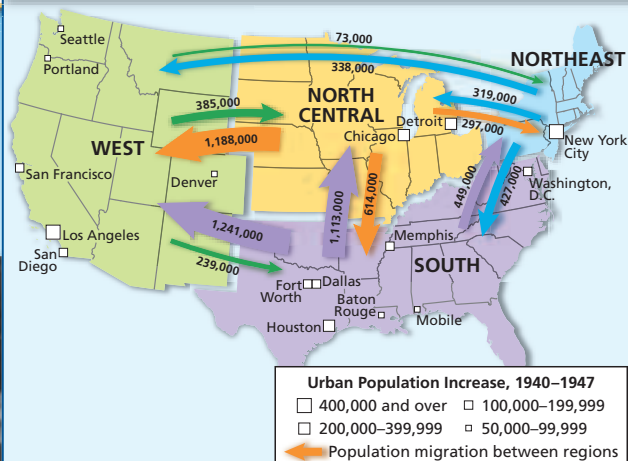 Seattle
Portland
73,000
338,000
NORTHEAST
319,000
385,000
NORTH
CENTRAL
Detroit
297,000
Chicago
1,188,000
WEST
New York
City
San Francisco
Denver
Washington,
D.C.
449,000
427,000
614,000
1,113,000
1,241,000
Los Angeles
San
Diego
239,000
Memphis
SOUTH
Fort
Worth
Dallas
Baton
Rouge
Mobile
Houston
Urban Population Increase, 1940–1947
400,000 and over
100,000–199,999
200,000–399,999
50,000–99,999
Population migration between regions